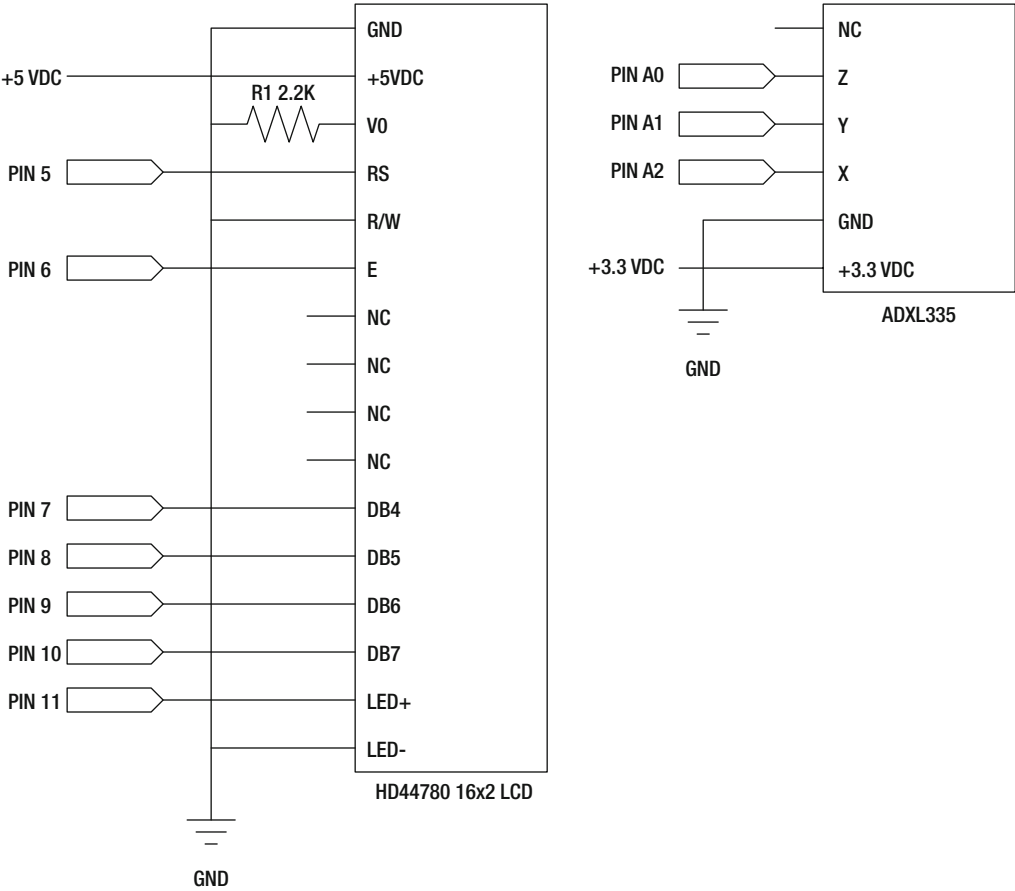 GND
+5 VDC
+5VDC
R1 2.2K
V0
PIN 5
RS
R/W
PIN 6
E
NC
NC
NC
NC
PIN 7
DB4
PIN 8
DB5
PIN 9
DB6
PIN 10
DB7
PIN 11
LED+
LED-
HD44780 16x2 LCD
GND
NC
PIN A0
Z
PIN A1
Y
PIN A2
X
GND
+3.3 VDC
+3.3 VDC
ADXL335
GND